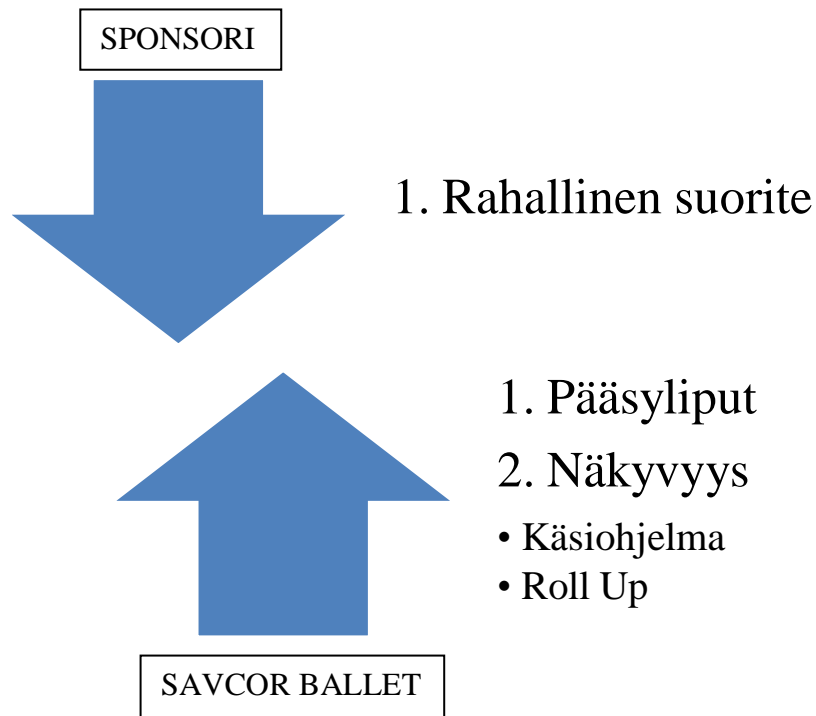 SPONSORI
1. Rahallinen suorite
1. Pääsyliput
2. Näkyvyys
• Käsiohjelma
• Roll Up
SAVCOR BALLET